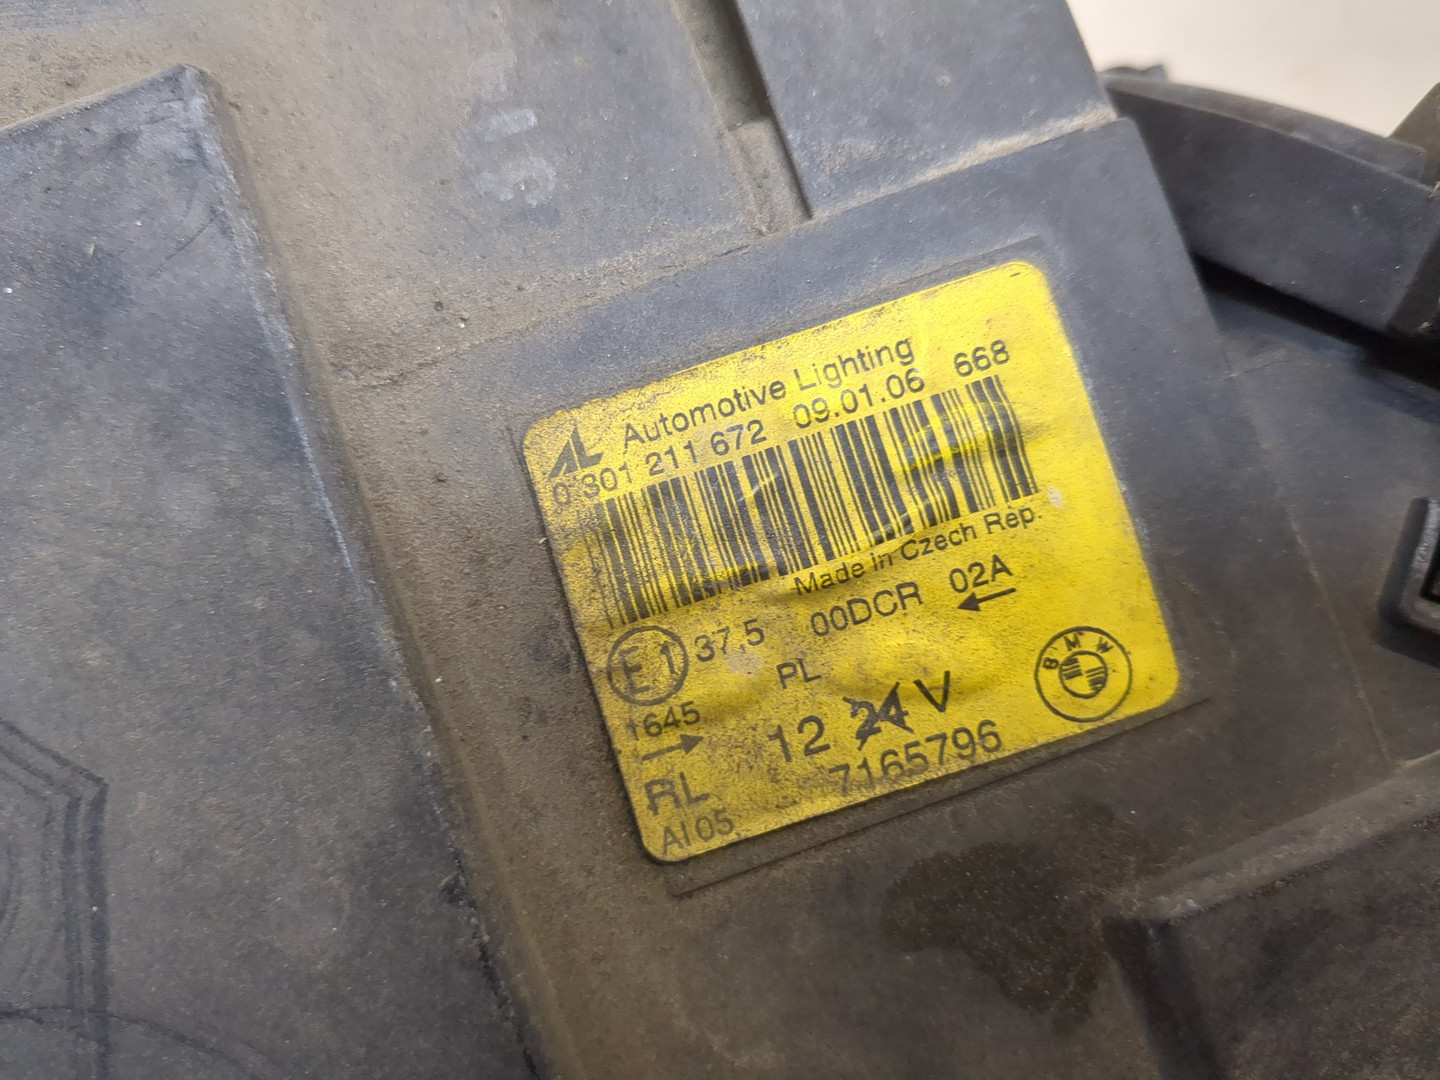 AL Automotive Lighting
0 301 211 672 09.01.06 668
Made in Czech Rep.
E1 37,5 00DCR 02A
←
1645 PL
→ 12 24 V
BMW
RL 7165796
AI05